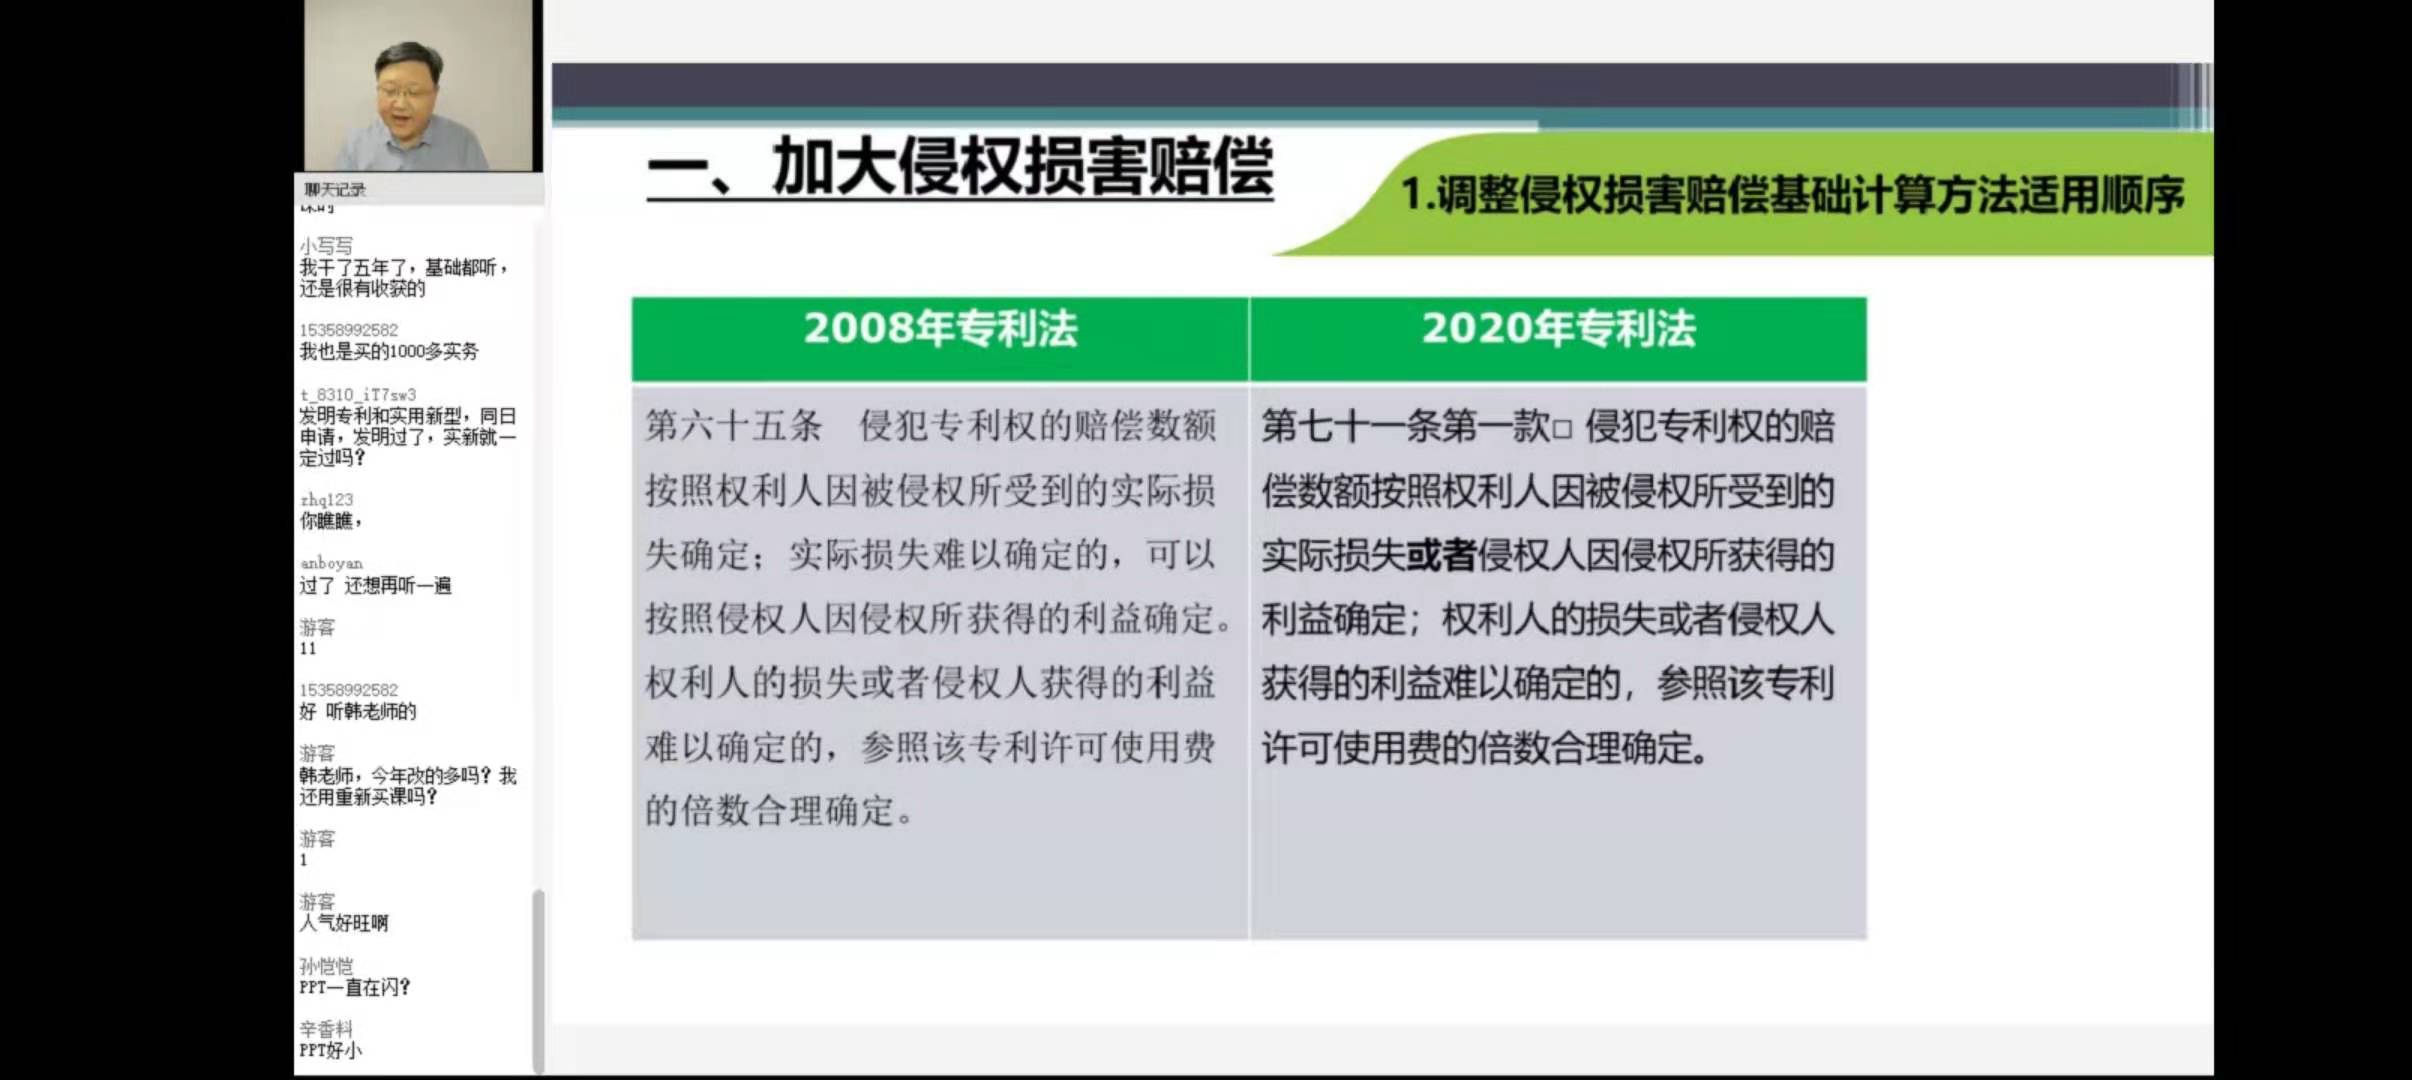 聊天记录
小写写
我干了五年了，基础都听，
还是很有收获的
15358992582
我也是买的1000多实务
t_8310_iT7sw3
发明专利和实用新型，同日
申请，发明过了，实新就一
定过吗？
zhq123
你瞧瞧，
anboyan
过了 还想再听一遍
游客
11
15358992582
好 听韩老师的
游客
韩老师，今年改的多吗？我
还用重新买课吗？
游客
1
游客
人气好旺啊
孙恺恺
PPT一直在闪？
辛香料
PPT好小
一、加大侵权损害赔偿
1.调整侵权损害赔偿基础计算方法适用顺序
2008年专利法
第六十五条 侵犯专利权的赔偿数额
按照权利人因被侵权所受到的实际损
失确定；实际损失难以确定的，可以
按照侵权人因侵权所获得的利益确定。
权利人的损失或者侵权人获得的利益
难以确定的，参照该专利许可使用费
的倍数合理确定。
2020年专利法
第七十一条第一款□ 侵犯专利权的赔
偿数额按照权利人因被侵权所受到的
实际损失或者侵权人因侵权所获得的
利益确定；权利人的损失或者侵权人
获得的利益难以确定的，参照该专利
许可使用费的倍数合理确定。